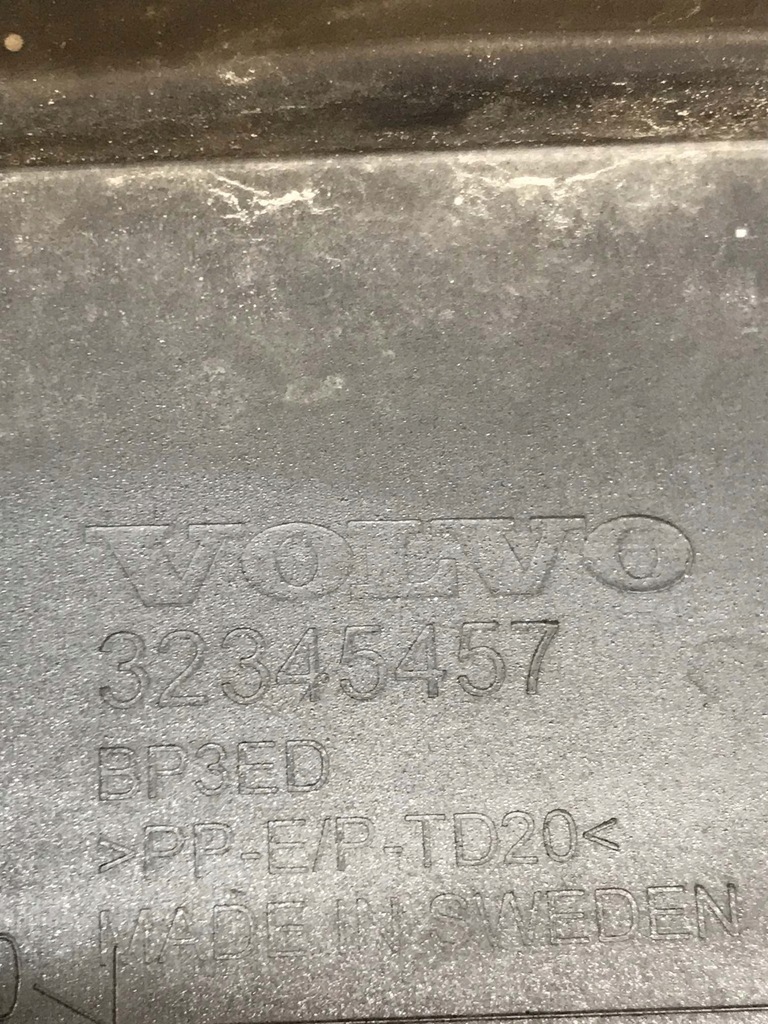 VOLVO
32345457
BP3ED
>PP-E/P-TD20<
MADE IN SWEDEN